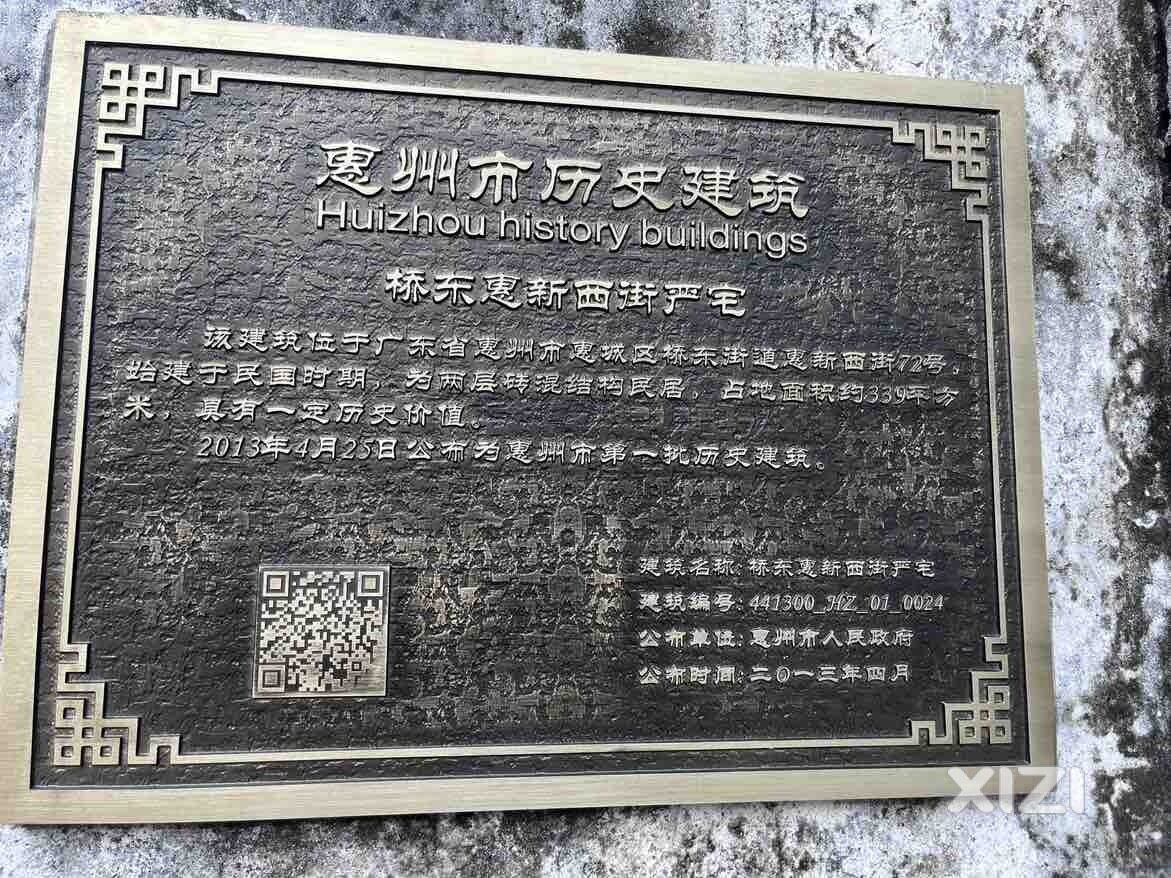 惠州市历史建筑
Huizhou history buildings
桥东惠新西街严宅
该建筑位于广东省惠州市惠城区桥东街道惠新西街72号，
始建于民国时期，为两层砖混结构民居，占地面积约339平方
米，具有一定历史价值。
2013年4月25日公布为惠州市第一批历史建筑。
建筑名称：桥东惠新西街严宅
建筑编号：441300_HZ_01_0024
公布单位：惠州市人民政府
公布时间：二〇一三年四月
XIZI